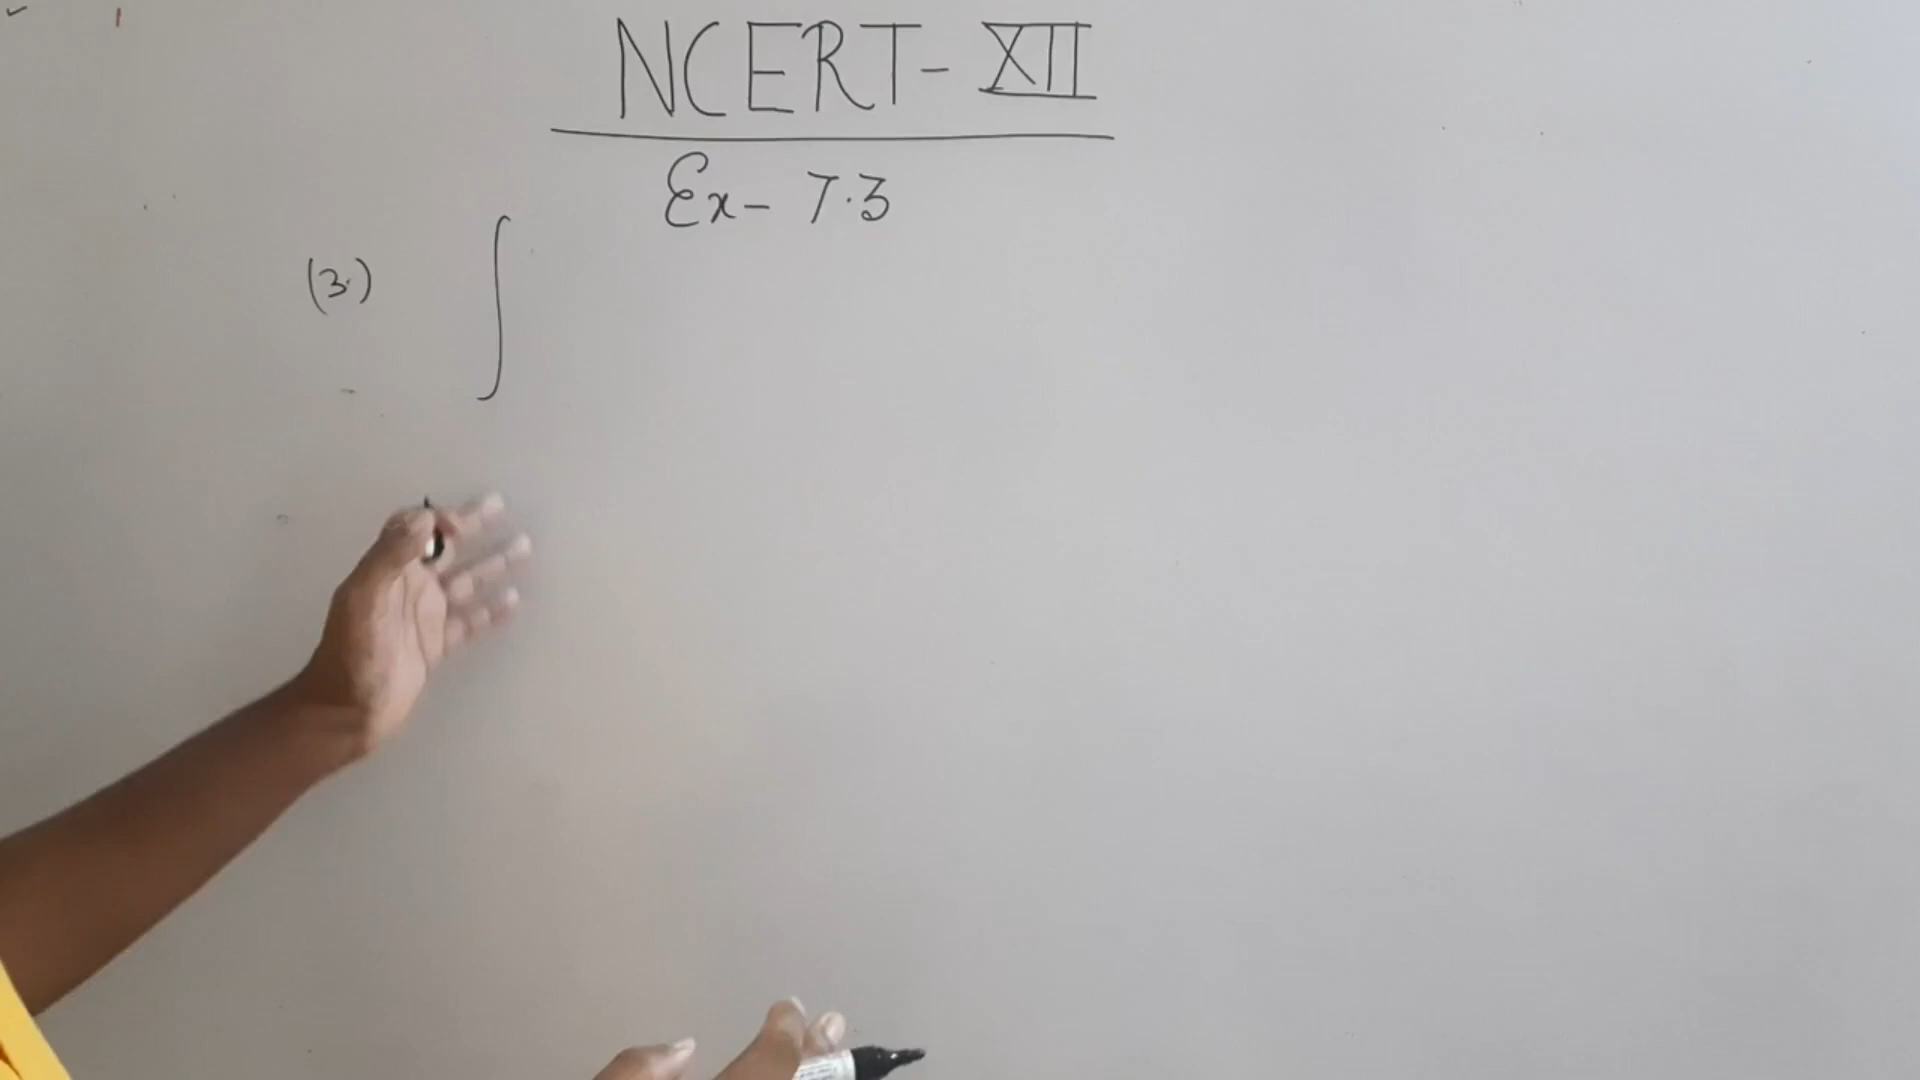 NCERT- XII
Ex- 7.3
(3.) ∫